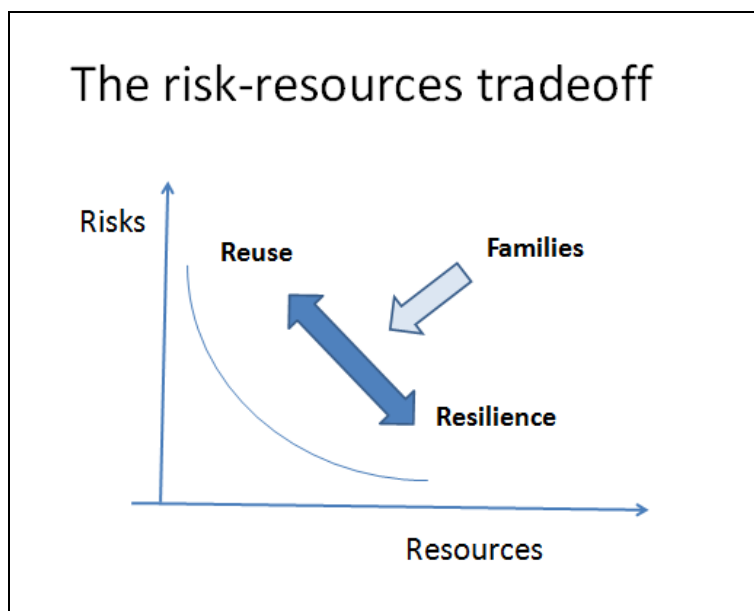 The risk-resources tradeoff
Risks
Reuse
Families
Resilience
Resources